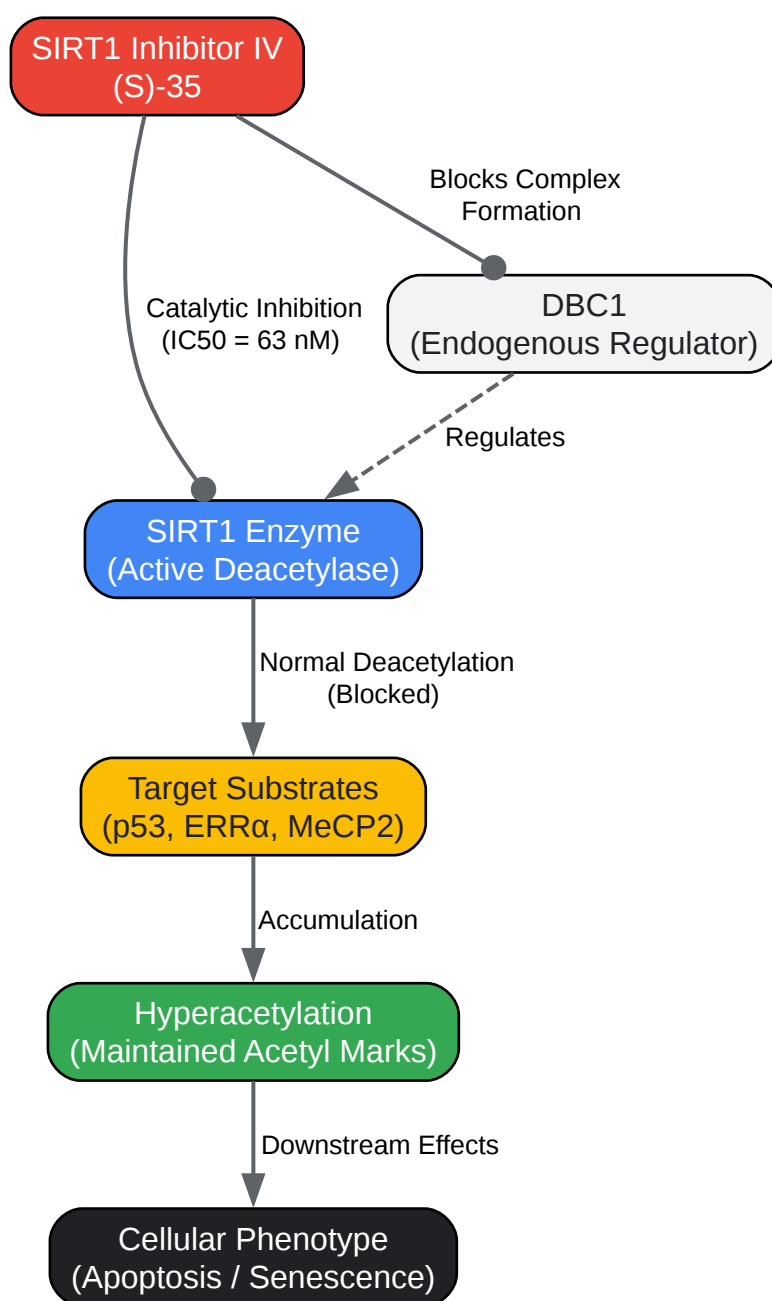 SIRT1 Inhibitor IV
(S)-35
Blocks Complex
Formation
Catalytic Inhibition
(IC50 = 63 nM)
DBC1
(Endogenous Regulator)
Regulates
SIRT1 Enzyme
(Active Deacetylase)
Normal Deacetylation
(Blocked)
Target Substrates
(p53, ERRα, MeCP2)
Accumulation
Hyperacetylation
(Maintained Acetyl Marks)
Downstream Effects
Cellular Phenotype
(Apoptosis / Senescence)